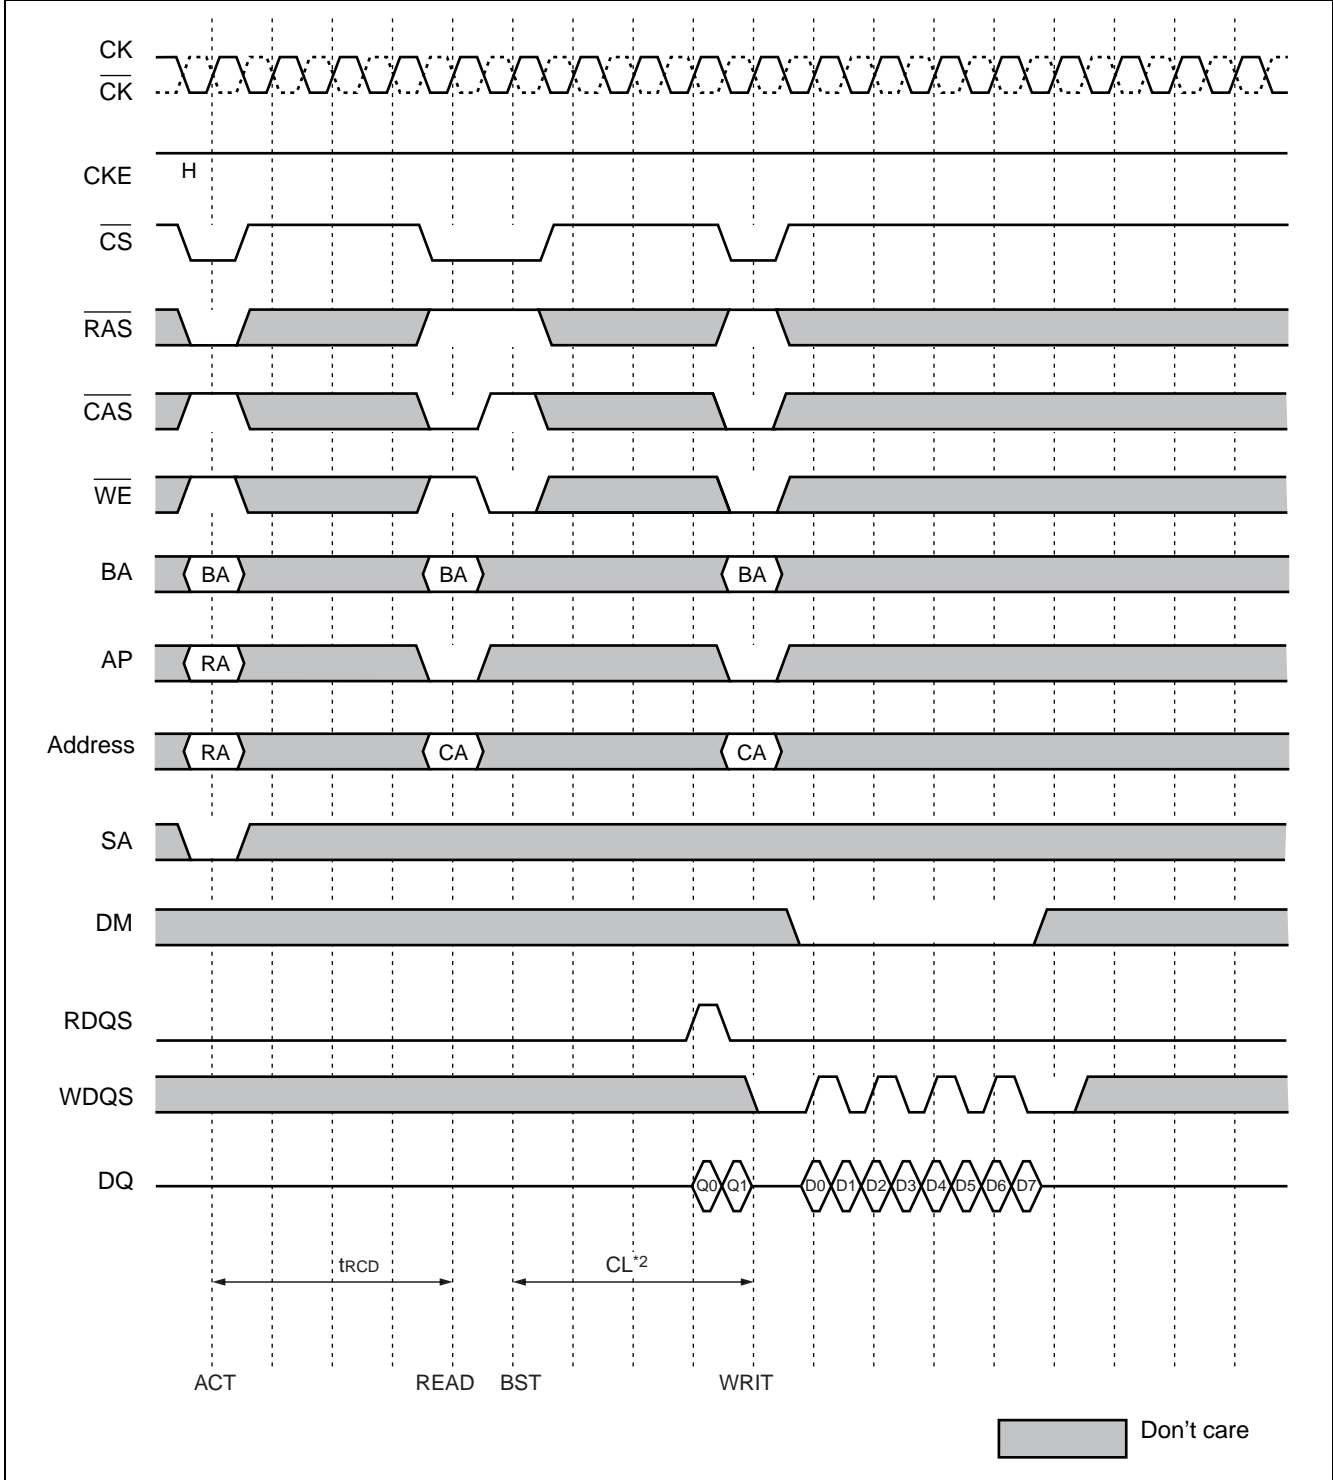 CK
CK
CKE H
CS
RAS
CAS
WE
BA BA BA BA
AP RA
Address RA CA CA
SA
DM
RDQS
WDQS
DQ Q0 Q1 D0 D1 D2 D3 D4 D5 D6 D7
tRCD CL*2
ACT READ BST WRIT
Don't care